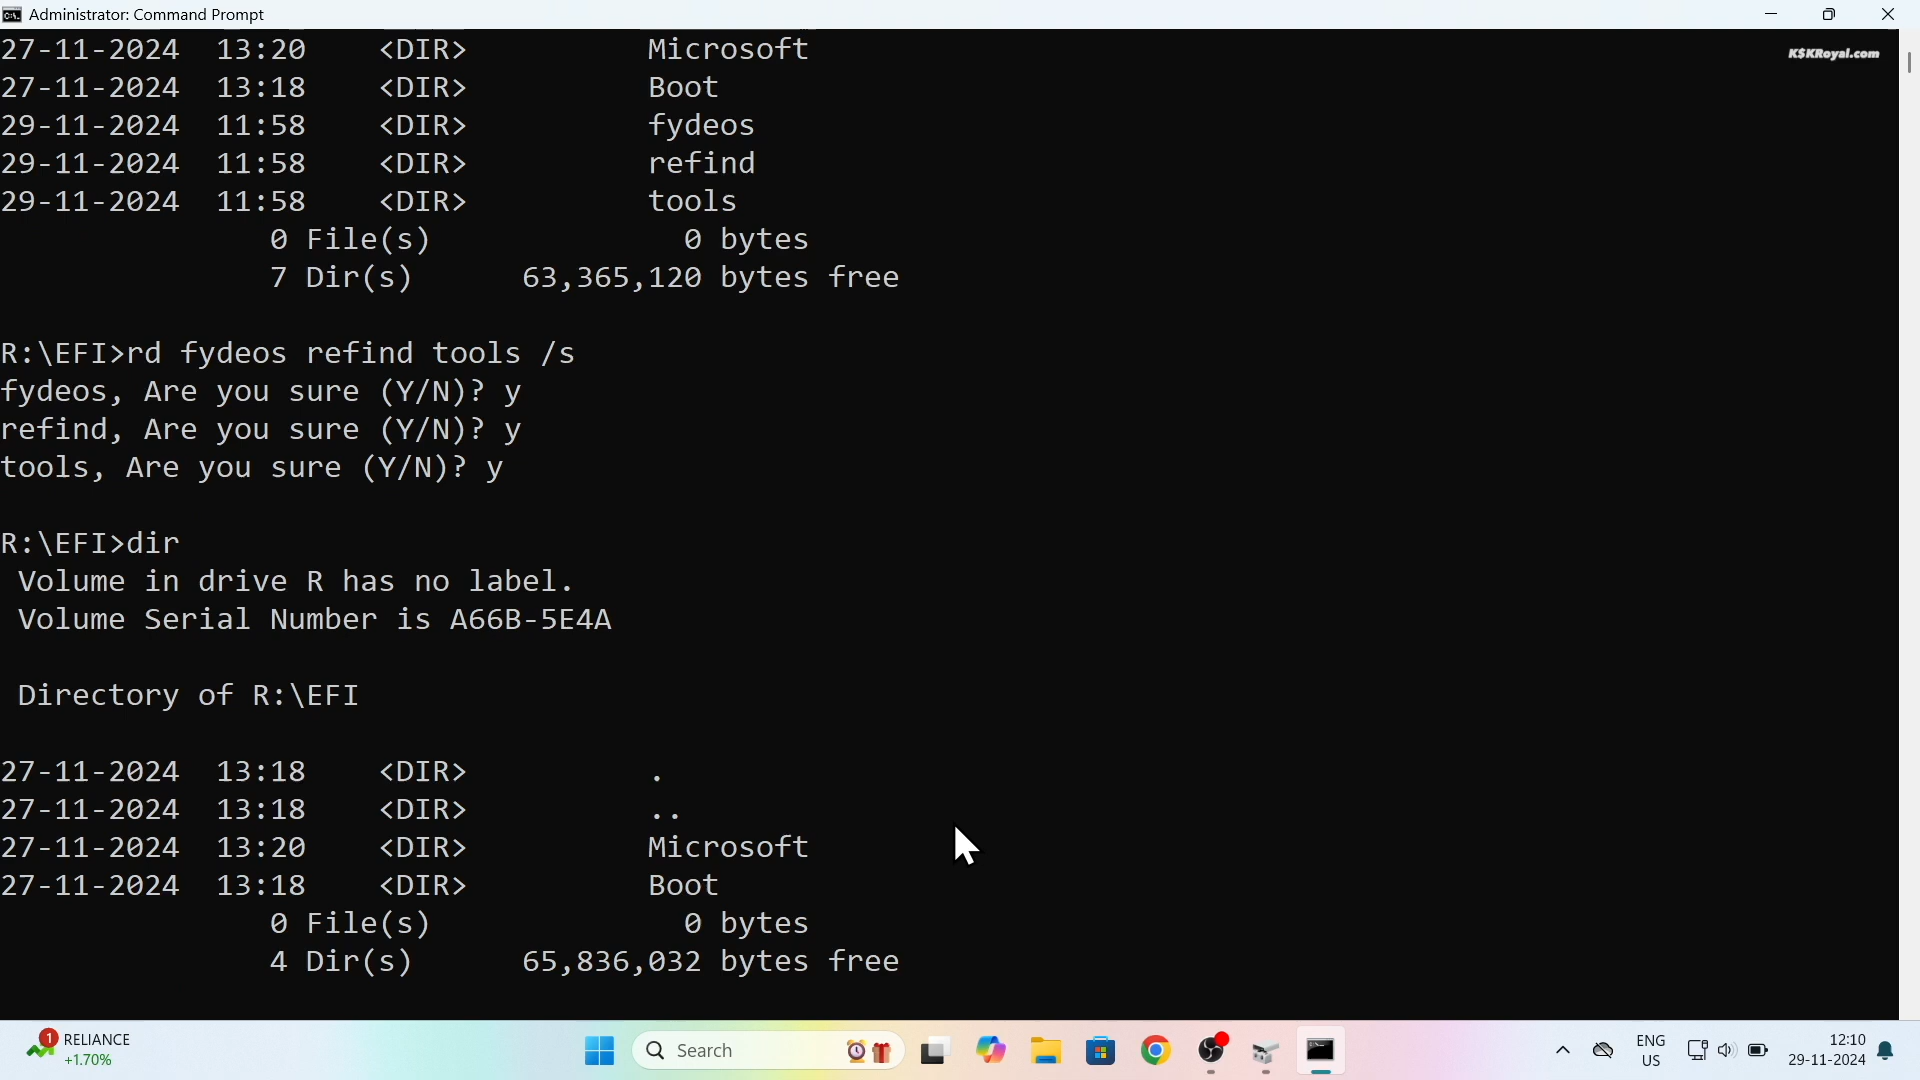 Administrator: Command Prompt
K$KRoyal.com
27-11-2024 13:20 <DIR> Microsoft
27-11-2024 13:18 <DIR> Boot
29-11-2024 11:58 <DIR> fydeos
29-11-2024 11:58 <DIR> refind
29-11-2024 11:58 <DIR> tools
0 File(s) 0 bytes
7 Dir(s) 63,365,120 bytes free
R:\EFI>rd fydeos refind tools /s
fydeos, Are you sure (Y/N)? y
refind, Are you sure (Y/N)? y
tools, Are you sure (Y/N)? y
R:\EFI>dir
Volume in drive R has no label.
Volume Serial Number is A66B-5E4A
Directory of R:\EFI
27-11-2024 13:18 <DIR> .
27-11-2024 13:18 <DIR> ..
27-11-2024 13:20 <DIR> Microsoft
27-11-2024 13:18 <DIR> Boot
0 File(s) 0 bytes
4 Dir(s) 65,836,032 bytes free
1 RELIANCE
+1.70%
Search
ENG
US
12:10
29-11-2024